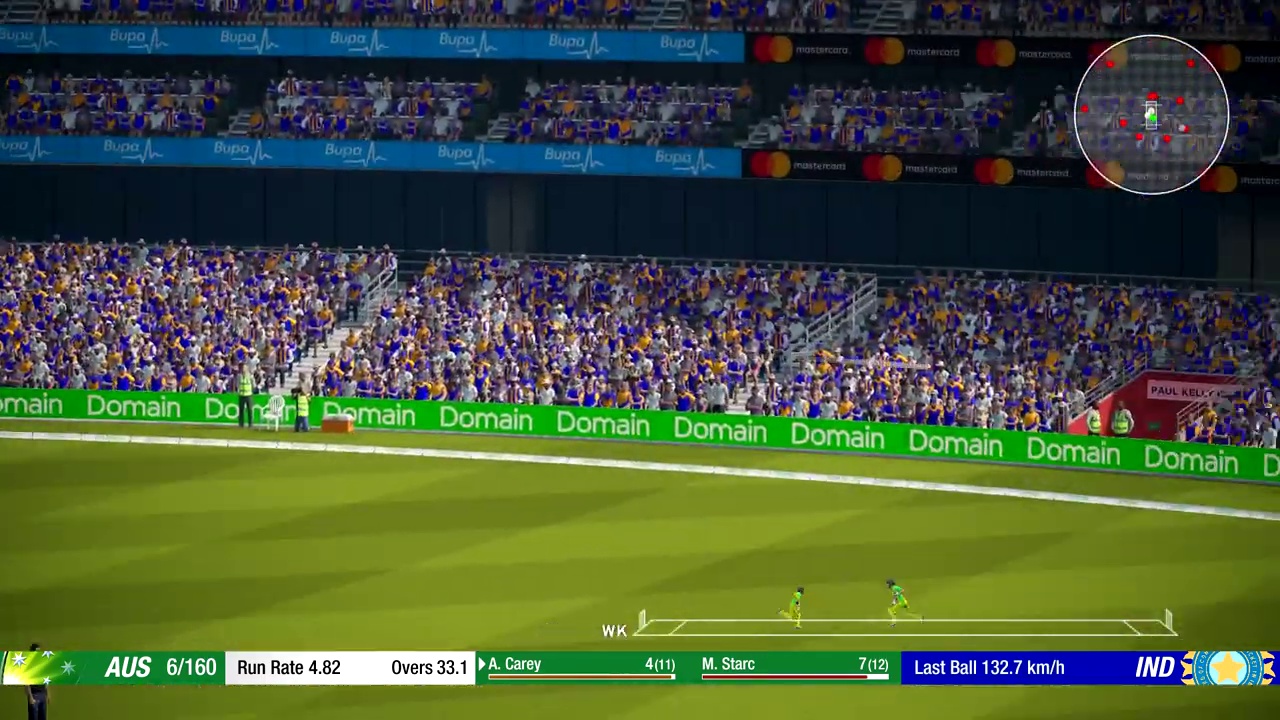 Bupa Bupa Bupa Bupa Bupa Bupa Bupa mastercard. mastercard. mastercard.
Bupa Bupa Bupa Bupa Bupa Bupa mastercard. mastercard. mastercard.
PAUL KELLY
Domain Domain Domain Domain Domain Domain Domain Domain Domain Domain
WK
AUS 6/160 Run Rate 4.82 Overs 33.1 A. Carey 4(11) M. Starc 7(12) Last Ball 132.7 km/h IND